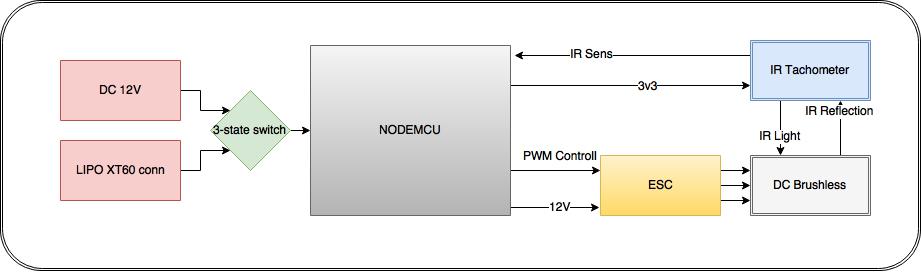 IR Sens
IR Tachometer
DC 12V
3v3
IR Reflection
3-state switch
NODEMCU
IR Light
PWM Controll
LIPO XT60 conn
ESC
DC Brushless
12V